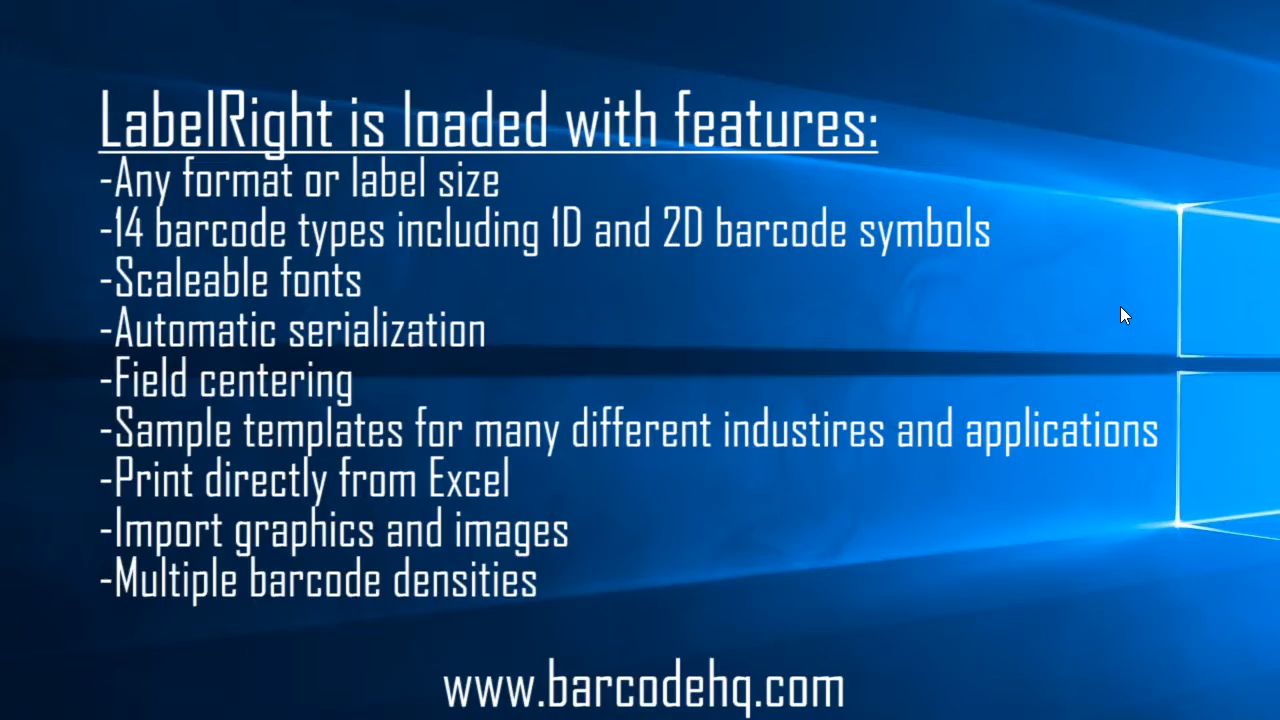 LabelRight is loaded with features:
-Any format or label size
-14 barcode types including 1D and 2D barcode symbols
-Scaleable fonts
-Automatic serialization
-Field centering
-Sample templates for many different industires and applications
-Print directly from Excel
-Import graphics and images
-Multiple barcode densities
www.barcodehq.com